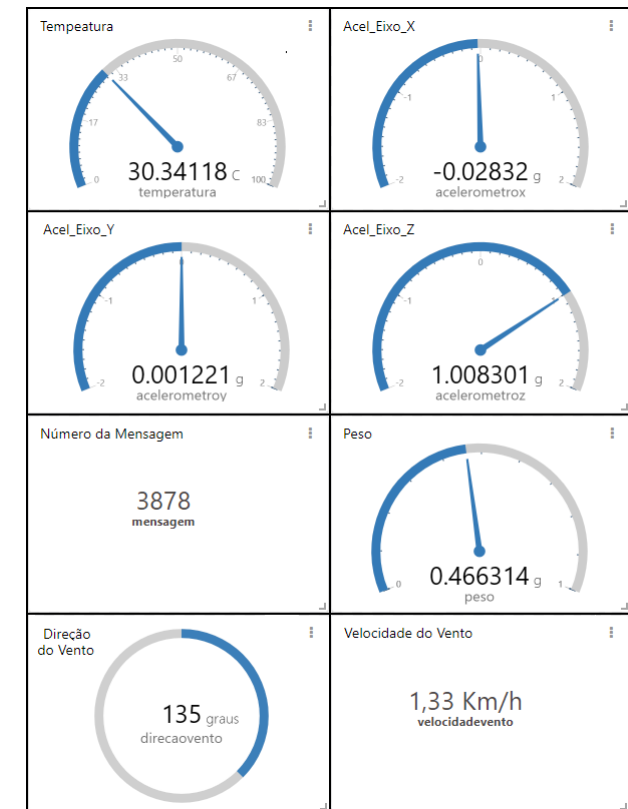 Tempeatura
50
33
67
17
83
0
100
30.34118 C
temperatura
Acel_Eixo_X
0
-1
1
-2
2
-0.02832 g
acelerometrox
Acel_Eixo_Y
-1
1
-2
2
0.001221 g
acelerometroy
Acel_Eixo_Z
0
-1
-2
2
1.008301 g
acelerometroz
Número da Mensagem
3878
mensagem
Peso
0
1
0.466314 g
peso
Direção
do Vento
135 graus
direcaovento
Velocidade do Vento
1,33 Km/h
velocidadevento